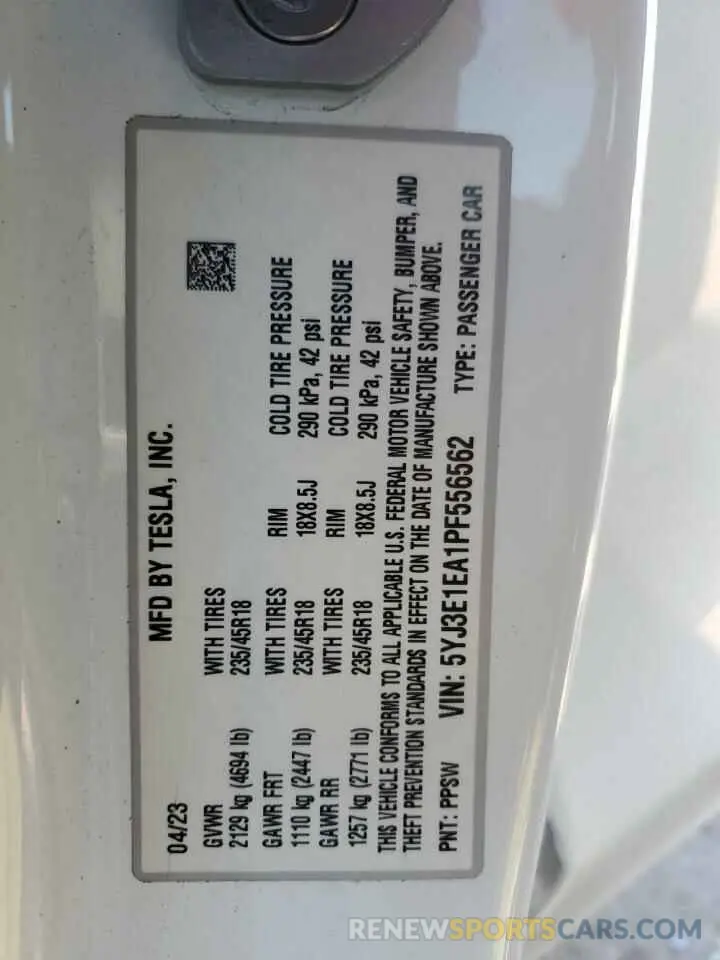 MFD BY TESLA, INC.
04/23
GVWR WITH TIRES
2129 kg (4694 lb) 235/45R18
GAWR FRT WITH TIRES RIM COLD TIRE PRESSURE
1110 kg (2447 lb) 235/45R18 18X8.5J 290 kPa, 42 psi
GAWR RR WITH TIRES RIM COLD TIRE PRESSURE
1257 kg (2771 lb) 235/45R18 18X8.5J 290 kPa, 42 psi
THIS VEHICLE CONFORMS TO ALL APPLICABLE U.S. FEDERAL MOTOR VEHICLE SAFETY, BUMPER, AND
THEFT PREVENTION STANDARDS IN EFFECT ON THE DATE OF MANUFACTURE SHOWN ABOVE.
PNT: PPSW VIN: 5YJ3E1EA1PF556562 TYPE: PASSENGER CAR
RENEWSPORTSCARS.COM